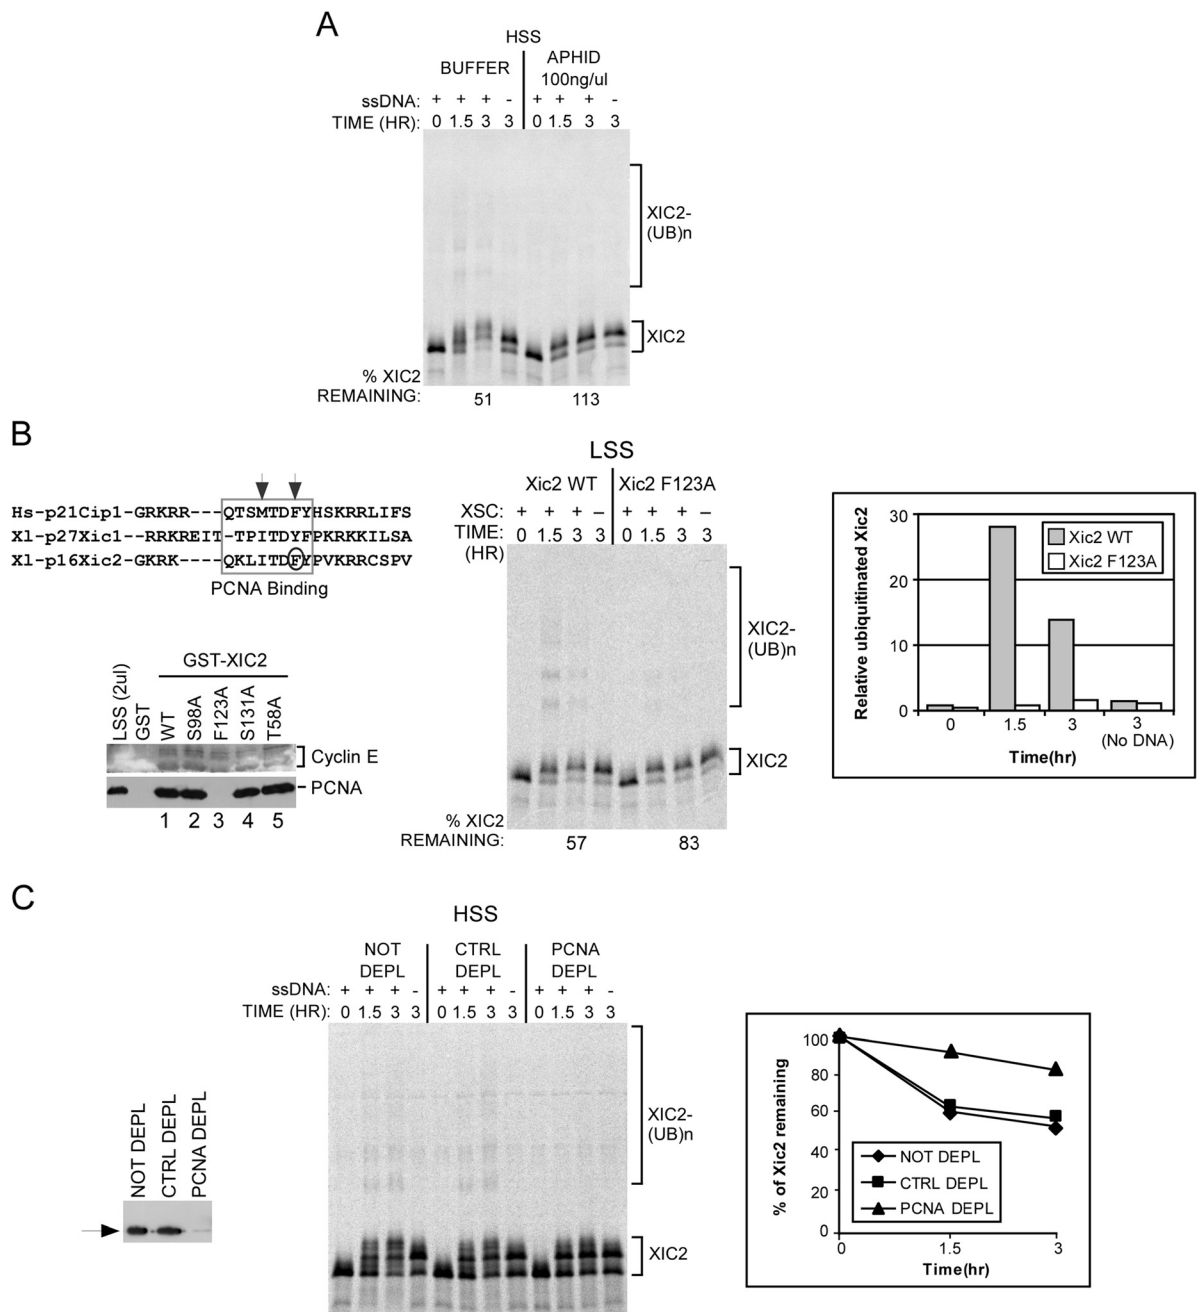 A
HSS
BUFFER
APHID
100ng/ul
ssDNA: + + + - + + + -
TIME (HR): 0 1.5 3 3 0 1.5 3 3
XIC2-
(UB)n
XIC2
% XIC2
REMAINING: 51 113
B
Hs-p21Cip1-GRKRR----QTSMTDFYHSKRRLIFS
Xl-p27Xic1--RRKREIT-TPITDYFPKRKKILSA
Xl-p16Xic2-GKRK-----QKLITDFYPVKRRCSPV
PCNA Binding
GST-XIC2
LSS (2ul)
GST
WT
S98A
F123A
S131A
T58A
Cyclin E
PCNA
1 2 3 4 5
LSS
Xic2 WT Xic2 F123A
XSC: + + + – + + + –
TIME: 0 1.5 3 3 0 1.5 3 3
(HR)
XIC2-
(UB)n
XIC2
% XIC2
REMAINING: 57 83
Relative ubiquitinated Xic2
30
20
10
0
Xic2 WT
Xic2 F123A
0 1.5 3 3
(No DNA)
Time(hr)
C
HSS
NOT
DEPL
CTRL
DEPL
PCNA
DEPL
ssDNA: + + + - + + + - + + + -
TIME (HR): 0 1.5 3 3 0 1.5 3 3 0 1.5 3 3
XIC2-
(UB)n
XIC2
NOT DEPL
CTRL DEPL
PCNA DEPL
% of Xic2 remaining
100
80
60
40
20
0
NOT DEPL
CTRL DEPL
PCNA DEPL
0 1.5 3
Time(hr)